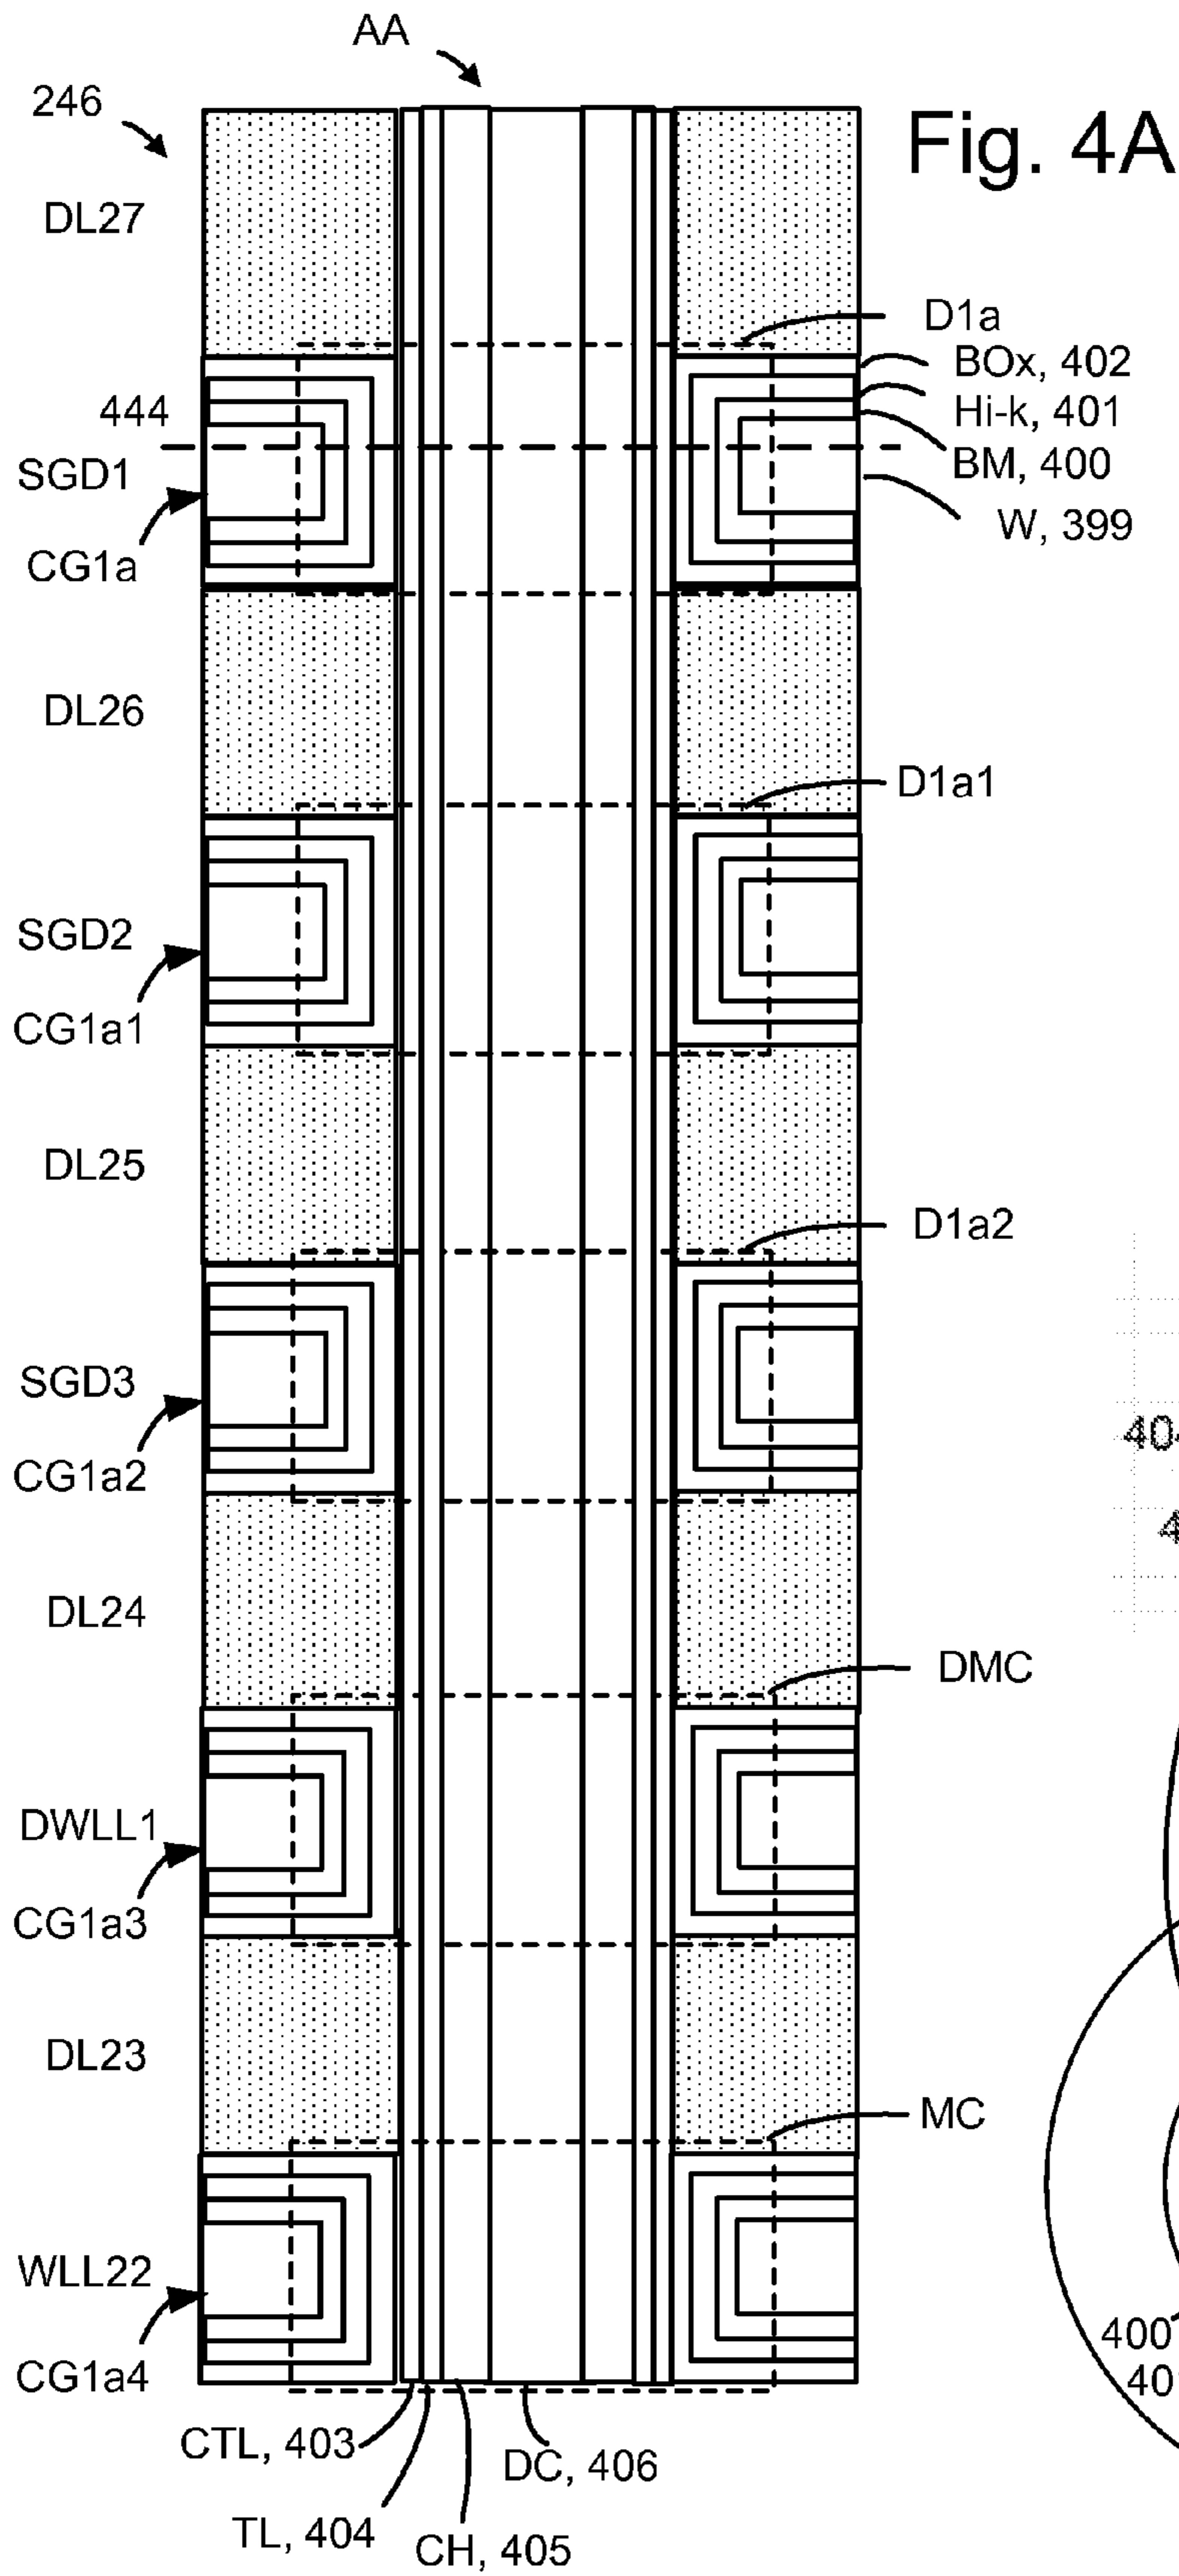 AA
246
Fig. 4A
DL27
D1a
BOx, 402
444
Hi-k, 401
SGD1
BM, 400
W, 399
CG1a
DL26
D1a1
SGD2
CG1a1
DL25
D1a2
SGD3
CG1a2
DL24
DMC
DWLL1
CG1a3
DL23
MC
WLL22
400
CG1a4
CTL, 403
DC, 406
TL, 404
CH, 405